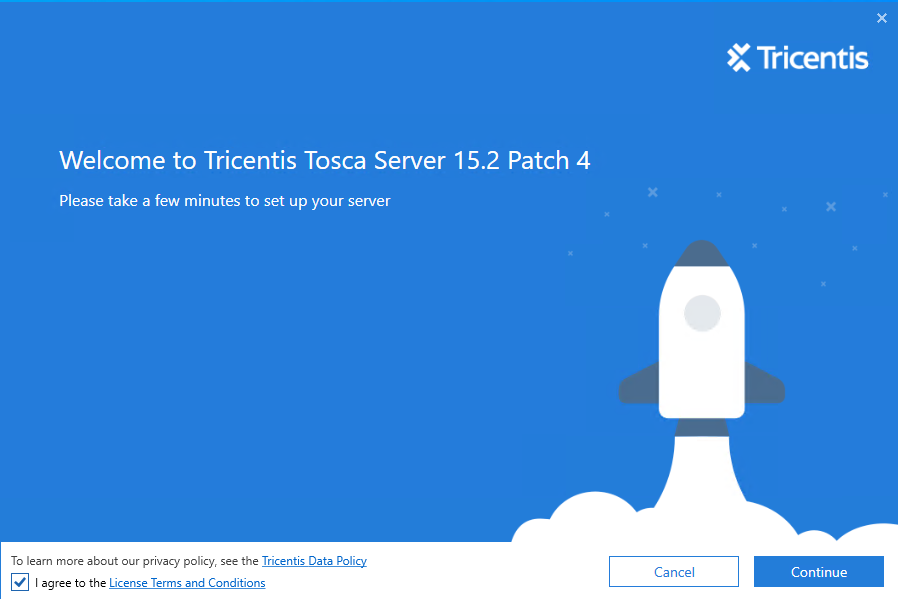 Tricentis
Welcome to Tricentis Tosca Server 15.2 Patch 4
Please take a few minutes to set up your server
To learn more about our privacy policy, see the Tricentis Data Policy
I agree to the License Terms and Conditions
Cancel
Continue